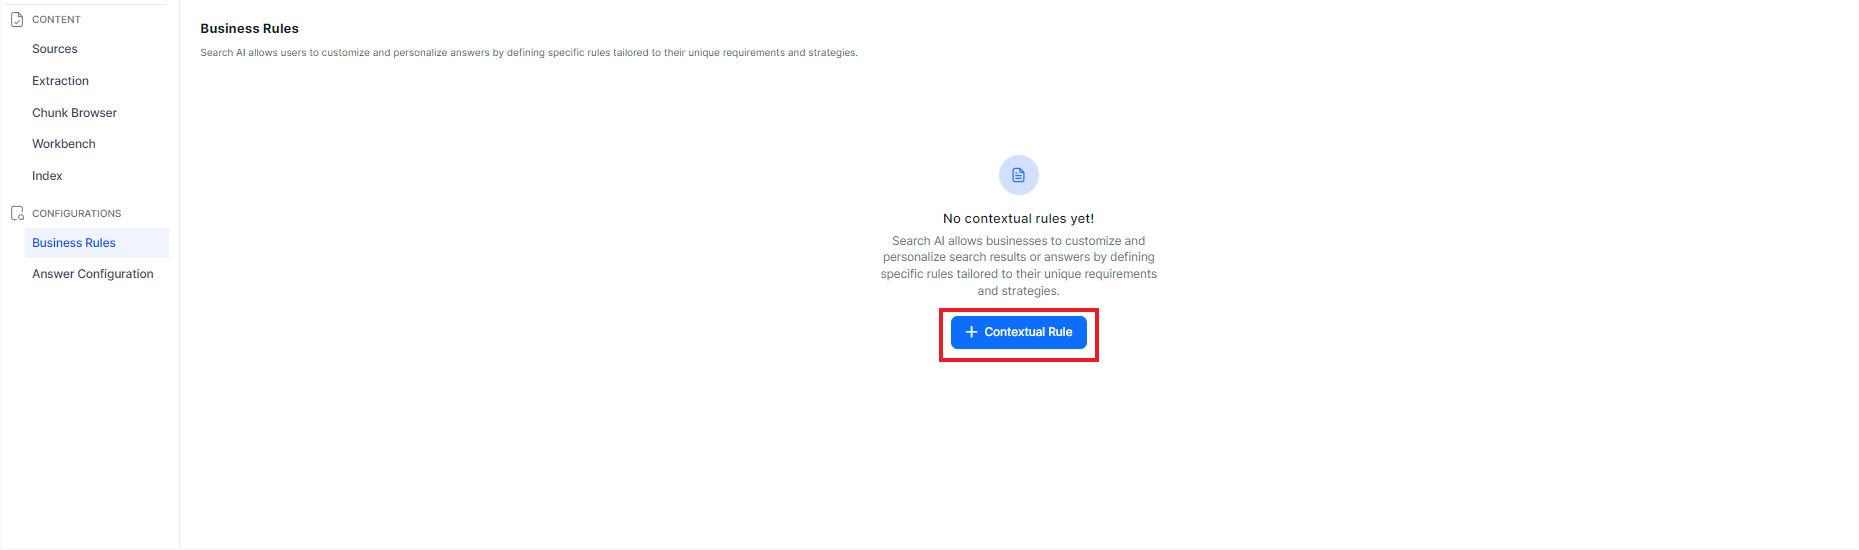 CONTENT
Sources
Extraction
Chunk Browser
Workbench
Index
CONFIGURATIONS
Business Rules
Answer Configuration
Business Rules
Search AI allows users to customize and personalize answers by defining specific rules tailored to their unique requirements and strategies.
No contextual rules yet!
Search AI allows businesses to customize and
personalize search results or answers by defining
specific rules tailored to their unique requirements
and strategies.
+ Contextual Rule